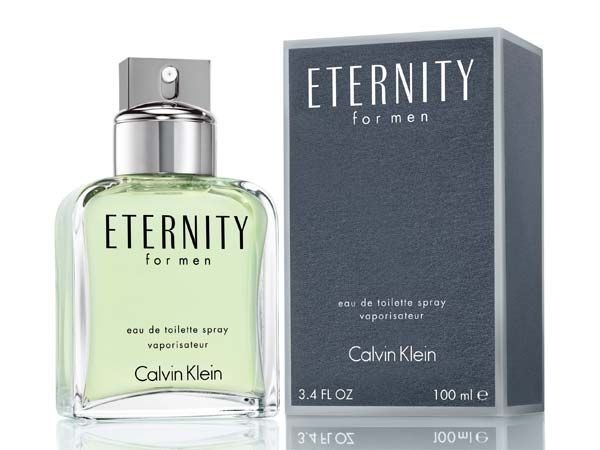 ETERNITY
for men
eau de toilette spray
vaporisateur
Calvin Klein
ETERNITY
for men
eau de toilette spray
vaporisateur
Calvin Klein
3.4 FL OZ 100 ml ℮